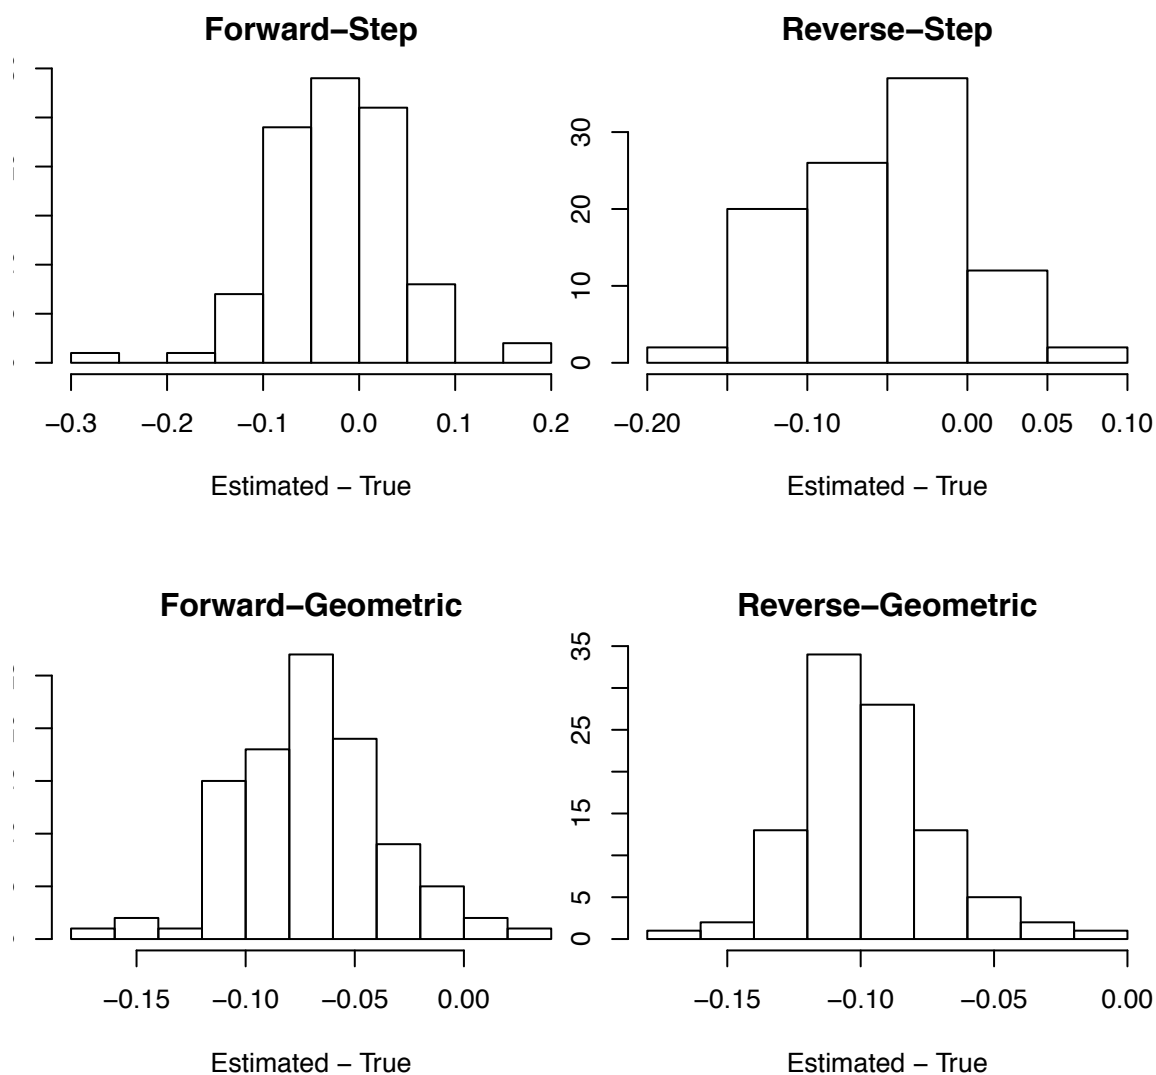 Forward−Step
−0.3 −0.2 −0.1 0.0 0.1 0.2
Estimated − True
Reverse−Step
30
20
10
0
−0.20 −0.10 0.00 0.05 0.10
Estimated − True
Forward−Geometric
−0.15 −0.10 −0.05 0.00
Estimated − True
Reverse−Geometric
35
25
15
5
0
−0.15 −0.10 −0.05 0.00
Estimated − True